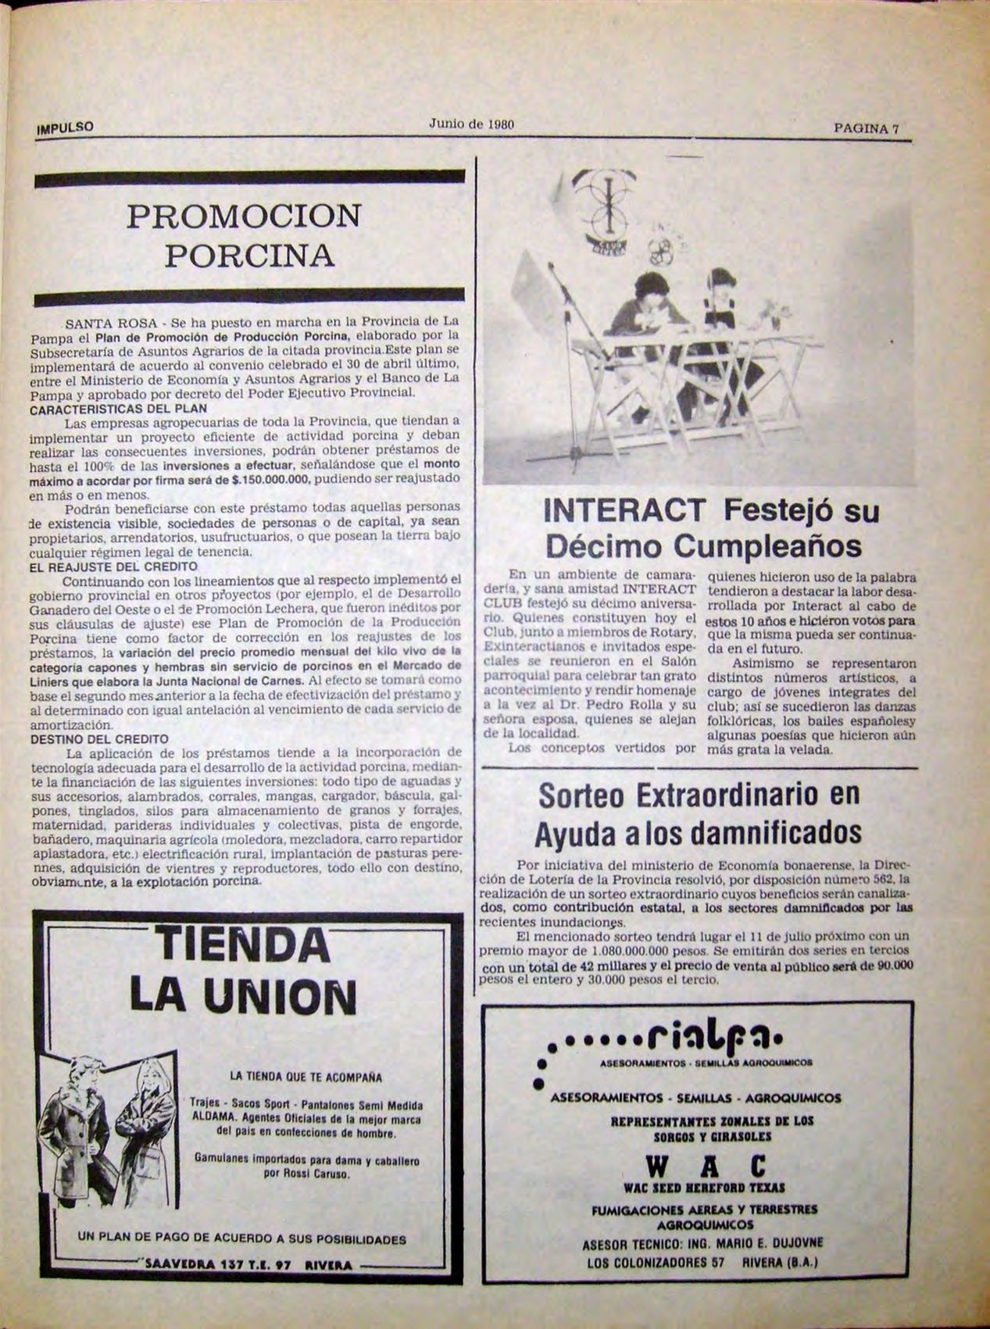 IMPULSO
Junio de 1980
PAGINA 7
PROMOCION
PORCINA
SANTA ROSA - Se ha puesto en marcha en la Provincia de La
Pampa el Plan de Promoción de Producción Porcina, elaborado por la
Subsecretaría de Asuntos Agrarios de la citada provincia.Este plan se
implementará de acuerdo al convenio celebrado el 30 de abril último,
entre el Ministerio de Economía y Asuntos Agrarios y el Banco de La
Pampa y aprobado por decreto del Poder Ejecutivo Provincial.
CARACTERISTICAS DEL PLAN
Las empresas agropecuarias de toda la Provincia, que tiendan a
implementar un proyecto eficiente de actividad porcina y deban
realizar las consecuentes inversiones, podrán obtener préstamos de
hasta el 100% de las inversiones a efectuar, señalándose que el monto
máximo a acordar por firma será de $.150.000.000, pudiendo ser reajustado
en más o en menos.
Podrán beneficiarse con este préstamo todas aquellas personas
de existencia visible, sociedades de personas o de capital, ya sean
propietarios, arrendatorios, usufructuarios, o que posean la tierra bajo
cualquier régimen legal de tenencia.
EL REAJUSTE DEL CREDITO
Continuando con los lineamientos que al respecto implementó el
gobierno provincial en otros proyectos (por ejemplo, el de Desarrollo
Ganadero del Oeste o el de Promoción Lechera, que fueron inéditos por
sus cláusulas de ajuste) ese Plan de Promoción de la Producción
Porcina tiene como factor de corrección en los reajustes de los
préstamos, la variación del precio promedio mensual del kilo vivo de la
categoría capones y hembras sin servicio de porcinos en el Mercado de
Liniers que elabora la Junta Nacional de Carnes. Al efecto se tomará como
base el segundo mes anterior a la fecha de efectivización del préstamo y
al determinado con igual antelación al vencimiento de cada servicio de
amortización.
DESTINO DEL CREDITO
La aplicación de los préstamos tiende a la incorporación de
tecnología adecuada para el desarrollo de la actividad porcina, median-
te la financiación de las siguientes inversiones: todo tipo de aguadas y
sus accesorios, alambrados, corrales, mangas, cargador, báscula, gal-
pones, tinglados, silos para almacenamiento de granos y forrajes,
maternidad, parideras individuales y colectivas, pista de engorde,
bañadero, maquinaria agrícola (moledora, mezcladora, carro repartidor
aplastadora, etc.) electrificación rural, implantación de pasturas pere-
nnes, adquisición de vientres y reproductores, todo ello con destino,
obviamente, a la explotación porcina.
TIENDA
LA UNION
LA TIENDA QUE TE ACOMPAÑA
Trajes - Sacos Sport - Pantalones Semi Medida
ALDAMA. Agentes Oficiales de la mejor marca
del pais en confecciones de hombre.
Gamulanes importados para dama y caballero
por Rossi Caruso.
UN PLAN DE PAGO DE ACUERDO A SUS POSIBILIDADES
SAAVEDRA 137 T.E. 97 RIVERA
INTERACT Festejó su
Décimo Cumpleaños
En un ambiente de camara-
dería, y sana amistad INTERACT
CLUB festejó su décimo aniversa-
rio. Quienes constituyen hoy el
Club, junto a miembros de Rotary,
Exinteractianos e invitados espe-
ciales se reunieron en el Salón
parroquial para celebrar tan grato
acontecimiento y rendir homenaje
a la vez al Dr. Pedro Rolla y su
señora esposa, quienes se alejan
de la localidad.
Los conceptos vertidos por
quienes hicieron uso de la palabra
tendieron a destacar la labor desa-
rrollada por Interact al cabo de
estos 10 años e hicieron votos para
que la misma pueda ser continua-
da en el futuro.
Asimismo se representaron
distintos números artísticos, a
cargo de jóvenes integrates del
club; así se sucedieron las danzas
folklóricas, los bailes españolesy
algunas poesías que hicieron aún
más grata la velada.
Sorteo Extraordinario en
Ayuda a los damnificados
Por iniciativa del ministerio de Economía bonaerense, la Direc-
ción de Lotería de la Provincia resolvió, por disposición número 562, la
realización de un sorteo extraordinario cuyos beneficios serán canaliza-
dos, como contribución estatal, a los sectores damnificados por las
recientes inundaciones.
El mencionado sorteo tendrá lugar el 11 de julio próximo con un
premio mayor de 1.080.000.000 pesos. Se emitirán dos series en tercios
con un total de 42 millares y el precio de venta al público será de 90.000
pesos el entero y 30.000 pesos el tercio.
rialpa
ASESORAMIENTOS - SEMILLAS AGROQUIMICOS
ASESORAMIENTOS - SEMILLAS - AGROQUIMICOS
REPRESENTANTES ZONALES DE LOS
SORGOS Y GIRASOLES
W A C
WAC SEED HEREFORD TEXAS
FUMIGACIONES AEREAS Y TERRESTRES
AGROQUIMICOS
ASESOR TECNICO: ING. MARIO E. DUJOVNE
LOS COLONIZADORES 57 RIVERA (B.A.)